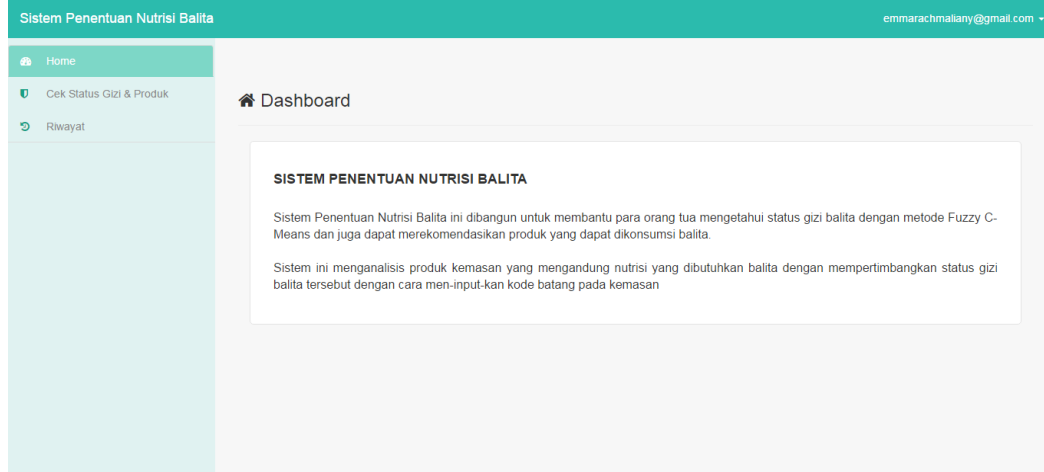 Sistem Penentuan Nutrisi Balita
emmarachmaliany@gmail.com
Home
Cek Status Gizi & Produk
Riwayat
Dashboard
SISTEM PENENTUAN NUTRISI BALITA
Sistem Penentuan Nutrisi Balita ini dibangun untuk membantu para orang tua mengetahui status gizi balita dengan metode Fuzzy C-
Means dan juga dapat merekomendasikan produk yang dapat dikonsumsi balita.
Sistem ini menganalisis produk kemasan yang mengandung nutrisi yang dibutuhkan balita dengan mempertimbangkan status gizi
balita tersebut dengan cara men-input-kan kode batang pada kemasan